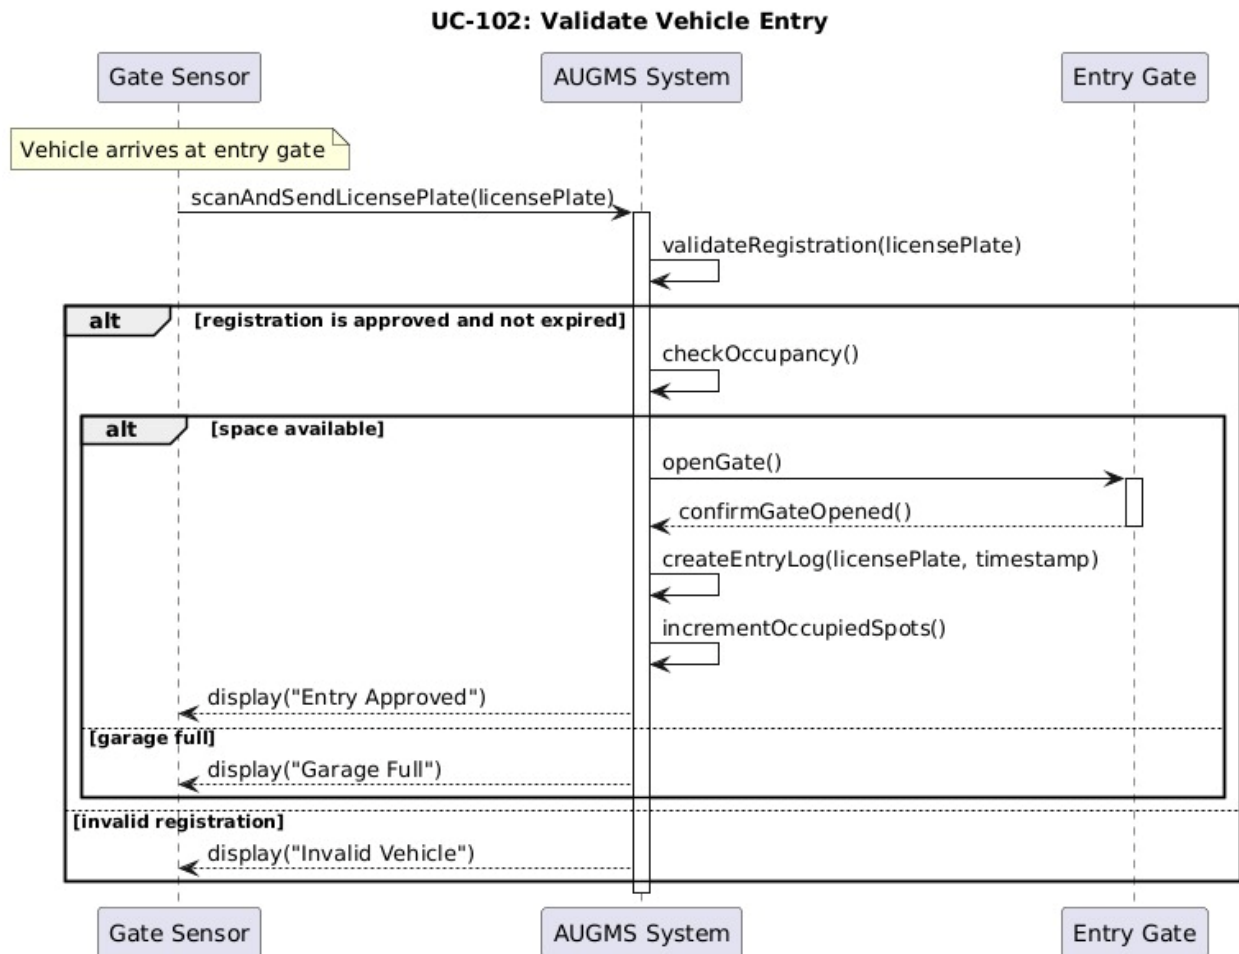 UC-102: Validate Vehicle Entry
Gate Sensor
AUGMS System
Entry Gate
Vehicle arrives at entry gate
scanAndSendLicensePlate(licensePlate)
validateRegistration(licensePlate)
alt [registration is approved and not expired]
checkOccupancy()
alt [space available]
openGate()
confirmGateOpened()
createEntryLog(licensePlate, timestamp)
incrementOccupiedSpots()
display("Entry Approved")
[garage full]
display("Garage Full")
[invalid registration]
display("Invalid Vehicle")
Gate Sensor
AUGMS System
Entry Gate